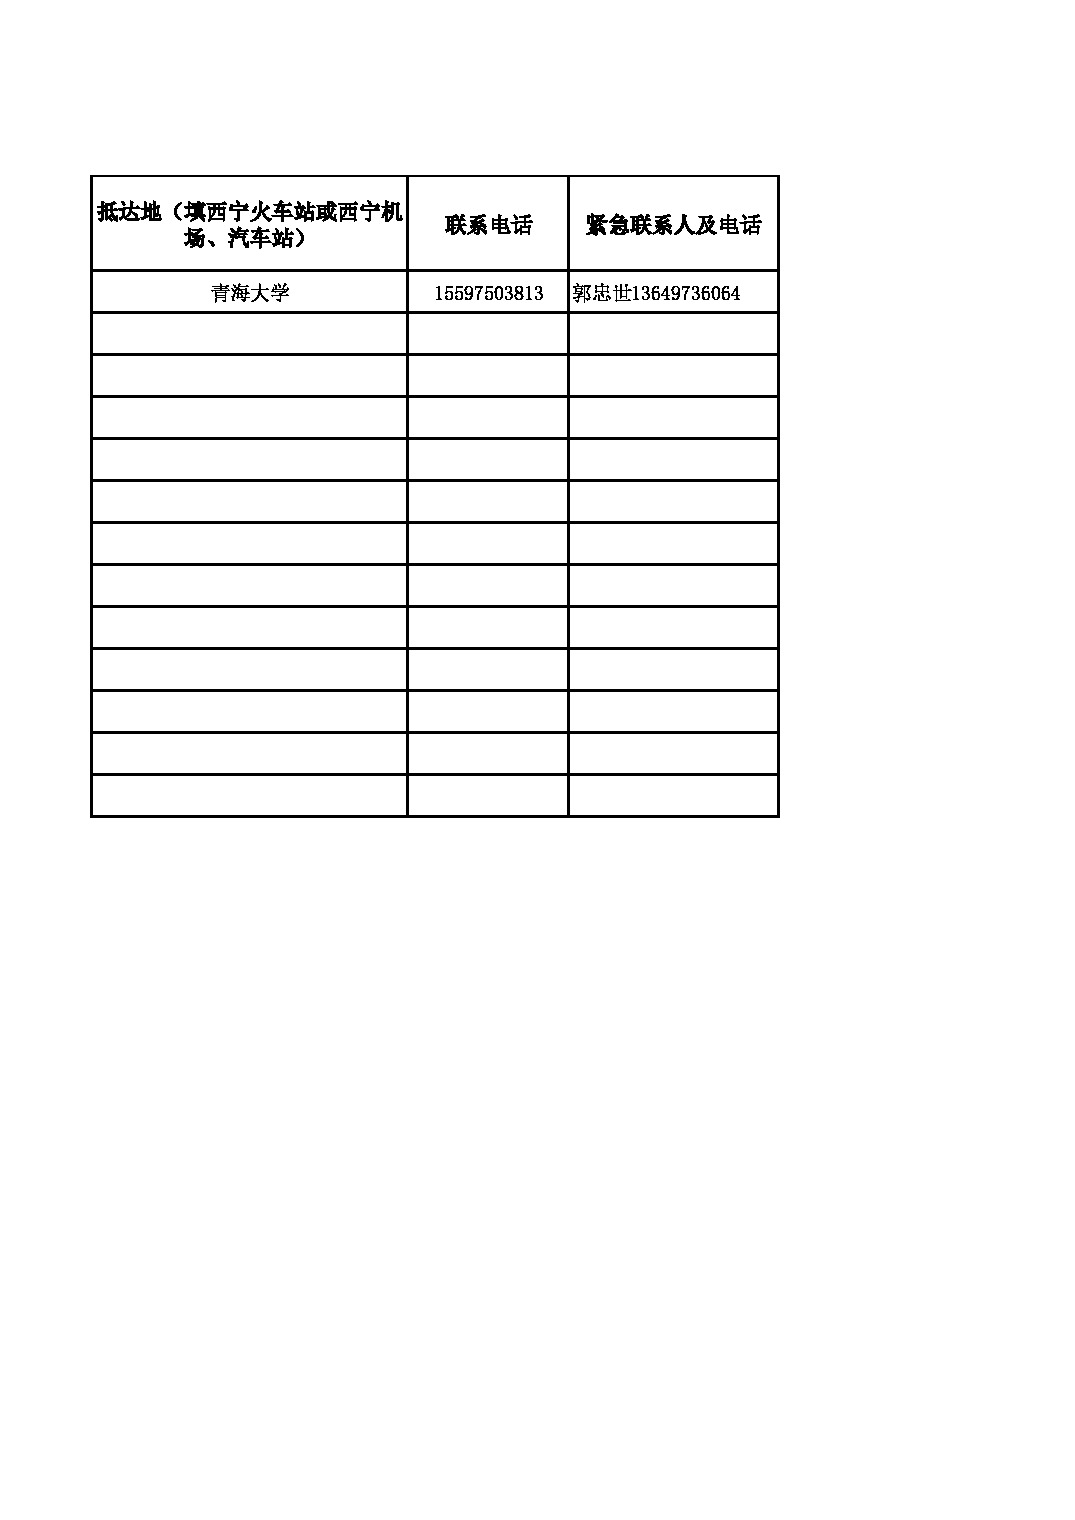 抵达地（填西宁火车站或西宁机
场、汽车站）
联系电话
紧急联系人及电话
青海大学
15597503813
郭忠世13649736064